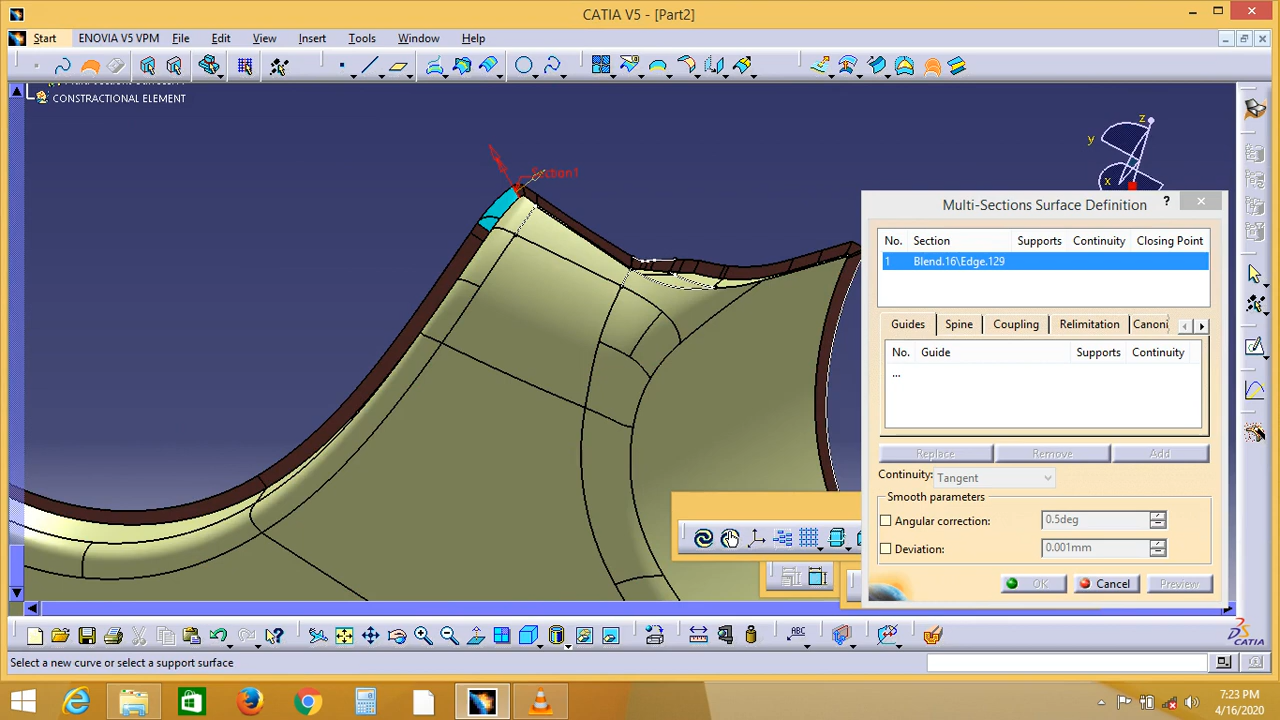 CATIA V5 - [Part2]
Start ENOVIA V5 VPM File Edit View Insert Tools Window Help
CONSTRACTIONAL ELEMENT
z
y
x
Section1
Multi-Sections Surface Definition ?
No. Section Supports Continuity Closing Point
1 Blend.16\Edge.129
Guides Spine Coupling Relimitation Canoni
No. Guide Supports Continuity
...
Replace Remove Add
Continuity: Tangent
Smooth parameters
Angular correction: 0.5deg
Deviation: 0.001mm
OK Cancel Preview
ABC
CATIA
Select a new curve or select a support surface
7:23 PM
4/16/2020